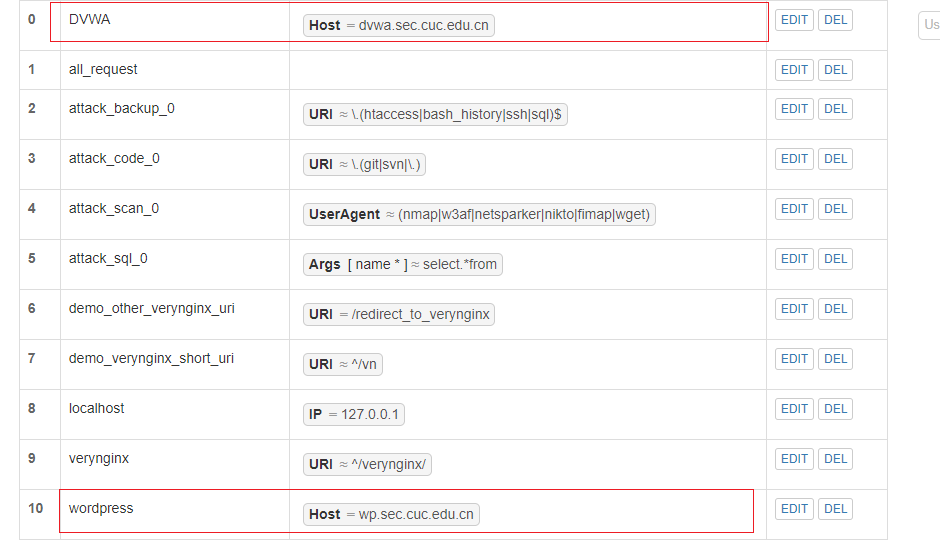 0 DVWA Host = dvwa.sec.cuc.edu.cn EDIT DEL Us
1 all_request EDIT DEL
2 attack_backup_0 URI ≈ \.(htaccess|bash_history|ssh|sql)$ EDIT DEL
3 attack_code_0 URI ≈ \.(git|svn|\.) EDIT DEL
4 attack_scan_0 UserAgent ≈ (nmap|w3af|netsparker|nikto|fimap|wget) EDIT DEL
5 attack_sql_0 Args [ name * ] ≈ select.*from EDIT DEL
6 demo_other_verynginx_uri URI = /redirect_to_verynginx EDIT DEL
7 demo_verynginx_short_uri URI ≈ ^/vn EDIT DEL
8 localhost IP = 127.0.0.1 EDIT DEL
9 verynginx URI ≈ ^/verynginx/ EDIT DEL
10 wordpress Host = wp.sec.cuc.edu.cn EDIT DEL